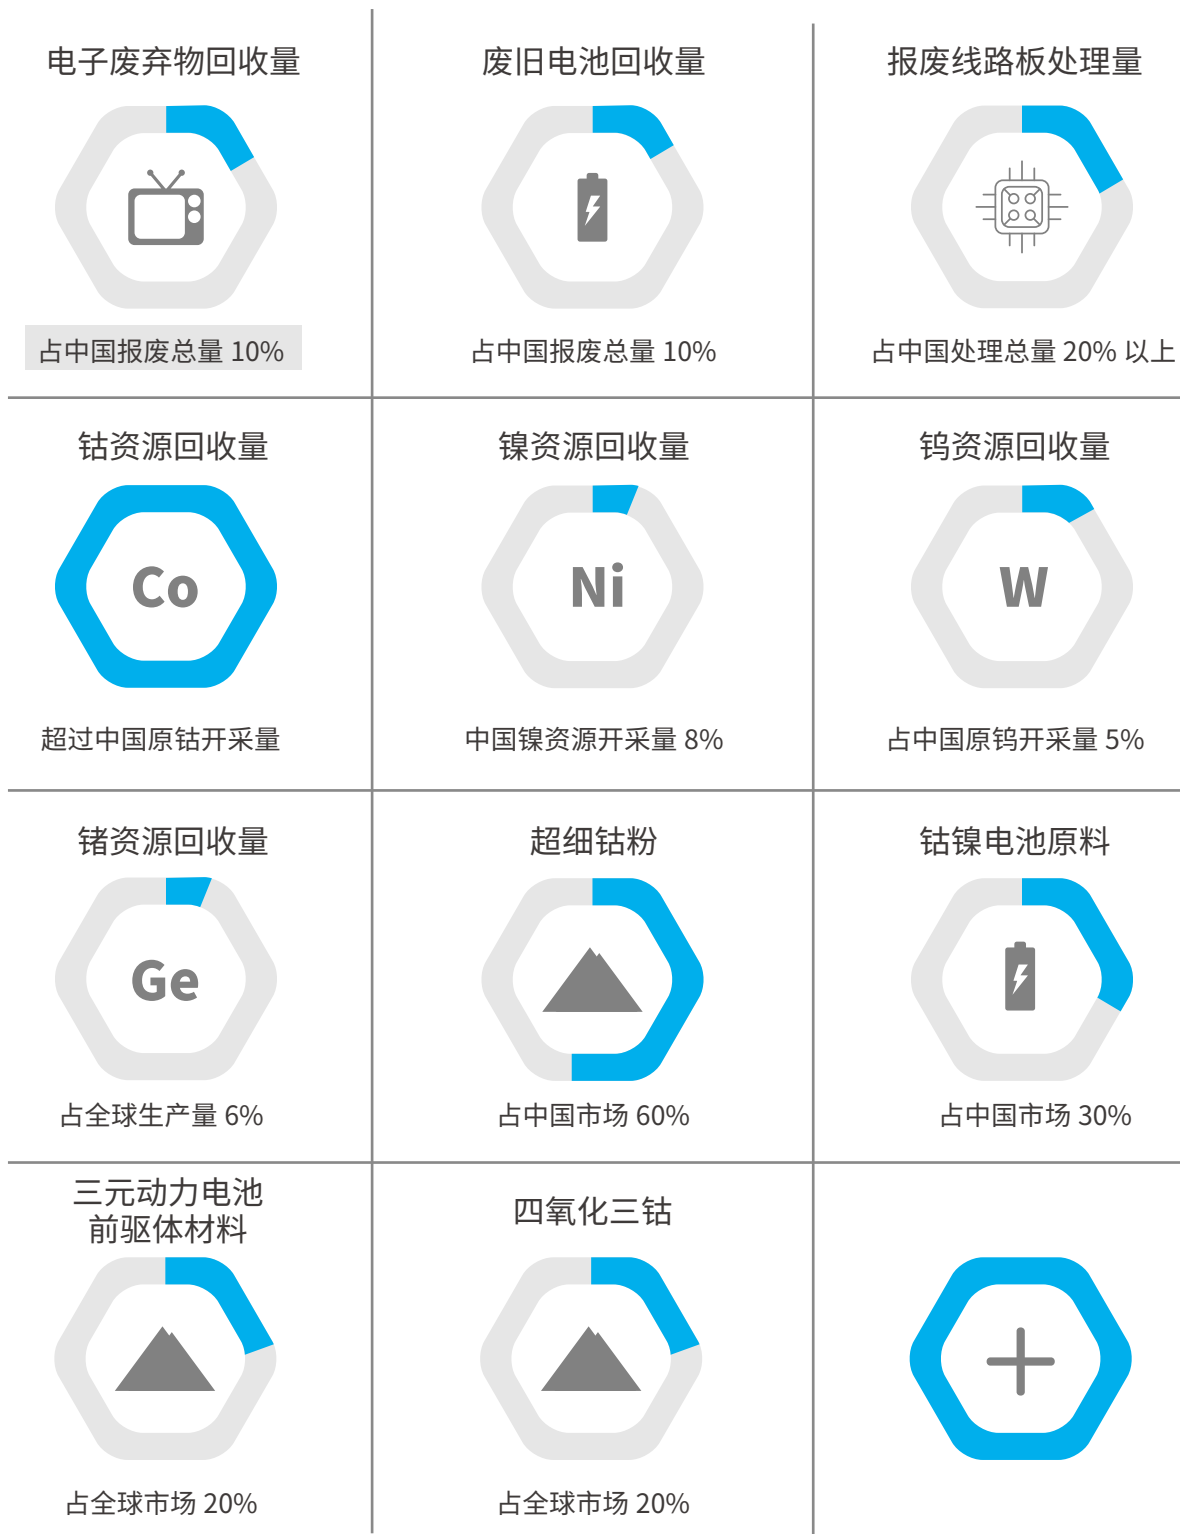 电子废弃物回收量
占中国报废总量 10%
废旧电池回收量
占中国报废总量 10%
报废线路板处理量
占中国处理总量 20% 以上
钴资源回收量
Co
超过中国原钴开采量
镍资源回收量
Ni
中国镍资源开采量 8%
钨资源回收量
W
占中国原钨开采量 5%
锗资源回收量
Ge
占全球生产量 6%
超细钴粉
占中国市场 60%
钴镍电池原料
占中国市场 30%
三元动力电池
前驱体材料
占全球市场 20%
四氧化三钴
占全球市场 20%